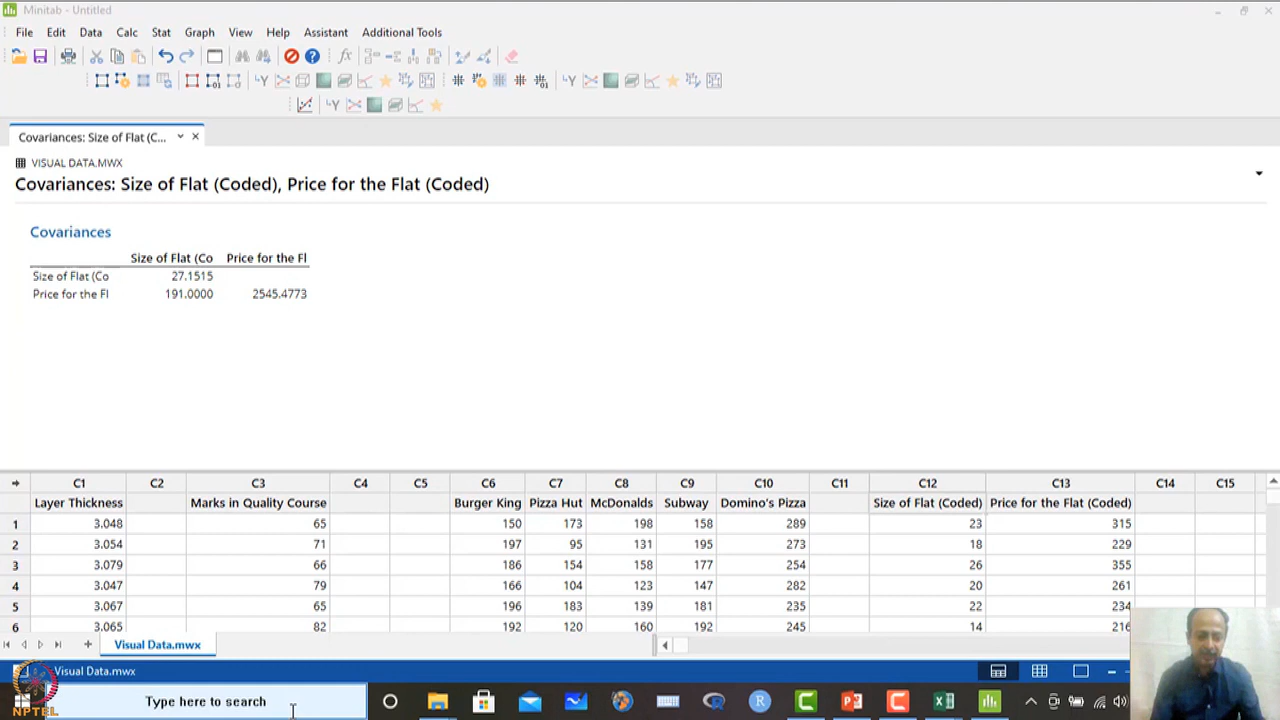 Minitab - Untitled
File Edit Data Calc Stat Graph View Help Assistant Additional Tools
Covariances: Size of Flat (C...
VISUAL DATA.MWX
Covariances: Size of Flat (Coded), Price for the Flat (Coded)
Covariances
Size of Flat (Co Price for the Fl
Size of Flat (Co 27.1515
Price for the Fl 191.0000 2545.4773
C1 C2 C3 C4 C5 C6 C7 C8 C9 C10 C11 C12 C13 C14 C15
Layer Thickness Marks in Quality Course Burger King Pizza Hut McDonalds Subway Domino's Pizza Size of Flat (Coded) Price for the Flat (Coded)
1 3.048 65 150 173 198 158 289 23 315
2 3.054 71 197 95 131 195 273 18 229
3 3.079 66 186 154 158 177 254 26 355
4 3.047 79 166 104 123 147 282 20 261
5 3.067 65 196 183 139 181 235 22 234
6 3.065 82 192 120 160 192 245 14 216
Visual Data.mwx
Visual Data.mwx
Type here to search
NPTEL